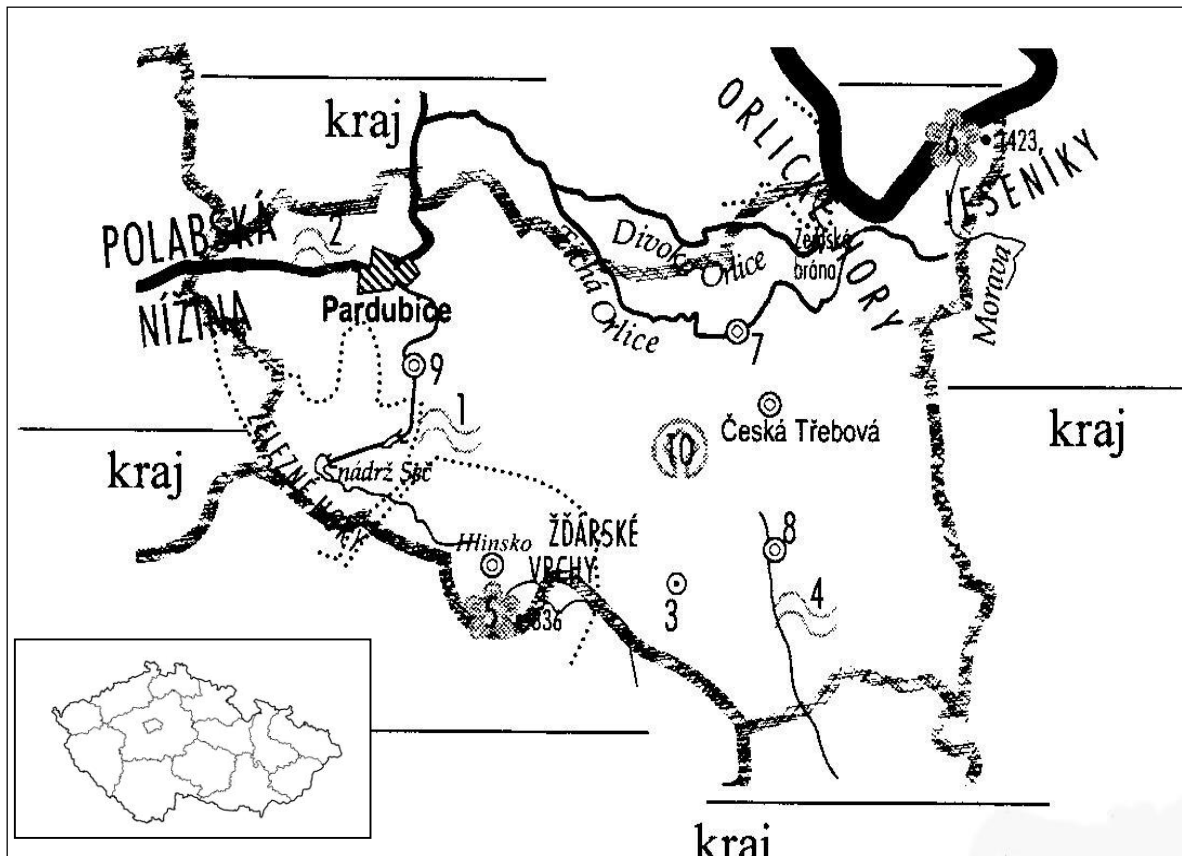 kraj
ORLICKÉ HORY
6
1423
JESENÍKY
POLABSKÁ
NÍŽINA
2
Pardubice
Divoká Orlice
Tichá Orlice
Zemská
brána
Morava
7
9
1
Česká Třebová
10
kraj
kraj
ŽELEZNÉ HORY
nádrž Seč
Hlinsko
ŽĎÁRSKÉ
VRCHY
8
5
836
3
4
kraj